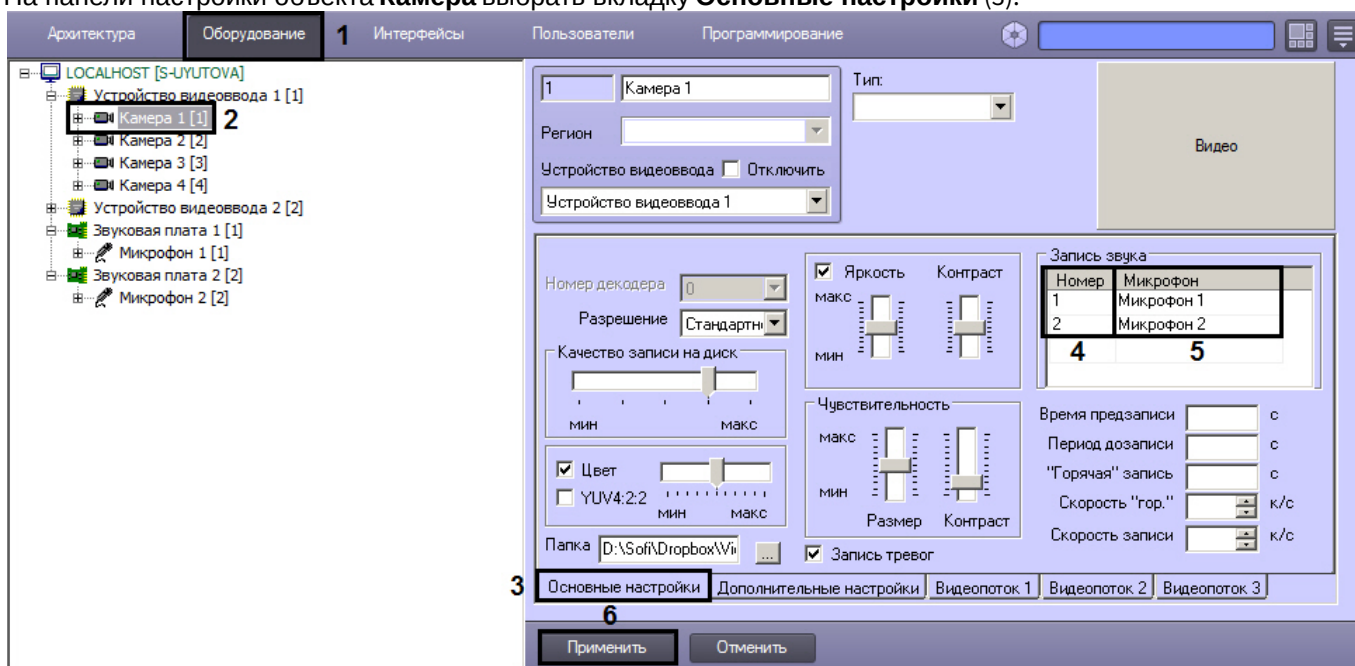 На панели настройки объекта Камера выбрать вкладку Основные настройки (3).
Архитектура Оборудование 1 Интерфейсы Пользователи Программирование
LOCALHOST [S-UYUTOVA]
Устройство видеоввода 1 [1]
Камера 1 [1] 2
Камера 2 [2]
Камера 3 [3]
Камера 4 [4]
Устройство видеоввода 2 [2]
Звуковая плата 1 [1]
Микрофон 1 [1]
Звуковая плата 2 [2]
Микрофон 2 [2]
1 Камера 1
Регион
Устройство видеоввода Отключить
Устройство видеоввода 1
Тип:
Видео
Номер декодера 0
Разрешение Стандартн
Качество записи на диск
мин макс
Цвет
YUV4:2:2
мин макс
Папка D:\Sofi\Dropbox\Vi ...
Яркость Контраст
макс
мин
Чувствительность
макс
мин
Размер Контраст
Запись тревог
Запись звука
Номер Микрофон
1 Микрофон 1
2 Микрофон 2
4 5
Время предзаписи с
Период дозаписи с
"Горячая" запись с
Скорость "гор." к/с
Скорость записи к/с
3 Основные настройки Дополнительные настройки Видеопоток 1 Видеопоток 2 Видеопоток 3
6
Применить Отменить